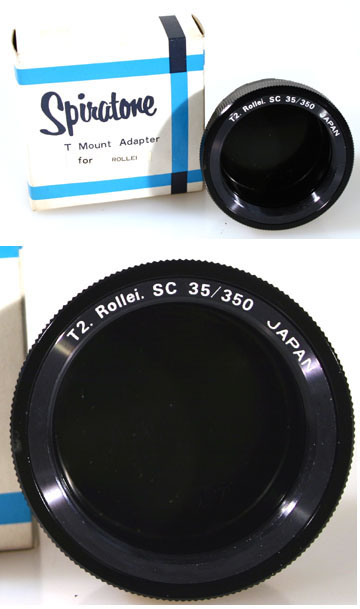 Spiratone
T Mount Adapter
for ROLLEI
T2. Rollei. SC 35/350 JAPAN
T2. Rollei. SC 35/350 JAPAN